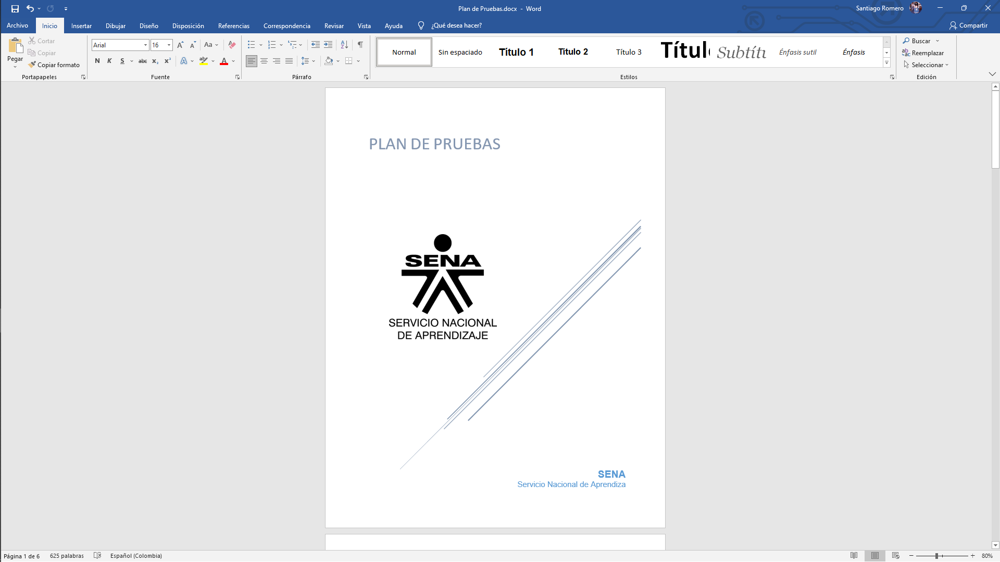 Plan de Pruebas.docx - Word
Santiago Romero
Archivo Inicio Insertar Dibujar Diseño Disposición Referencias Correspondencia Revisar Vista Ayuda ¿Qué desea hacer? Compartir
Pegar
Cortar
Copiar
Copiar formato
Portapapeles
Arial 16
Aa
N K S abc x₂ x² A A
Fuente
Párrafo
Normal Sin espaciado Título 1 Titulo 2 Título 3 Títul Subtítu Énfasis sutil Énfasis
Estilos
Buscar
Reemplazar
Seleccionar
Edición
PLAN DE PRUEBAS
SENA
SERVICIO NACIONAL
DE APRENDIZAJE
SENA
Servicio Nacional de Aprendiza
Página 1 de 6 625 palabras Español (Colombia) 80%